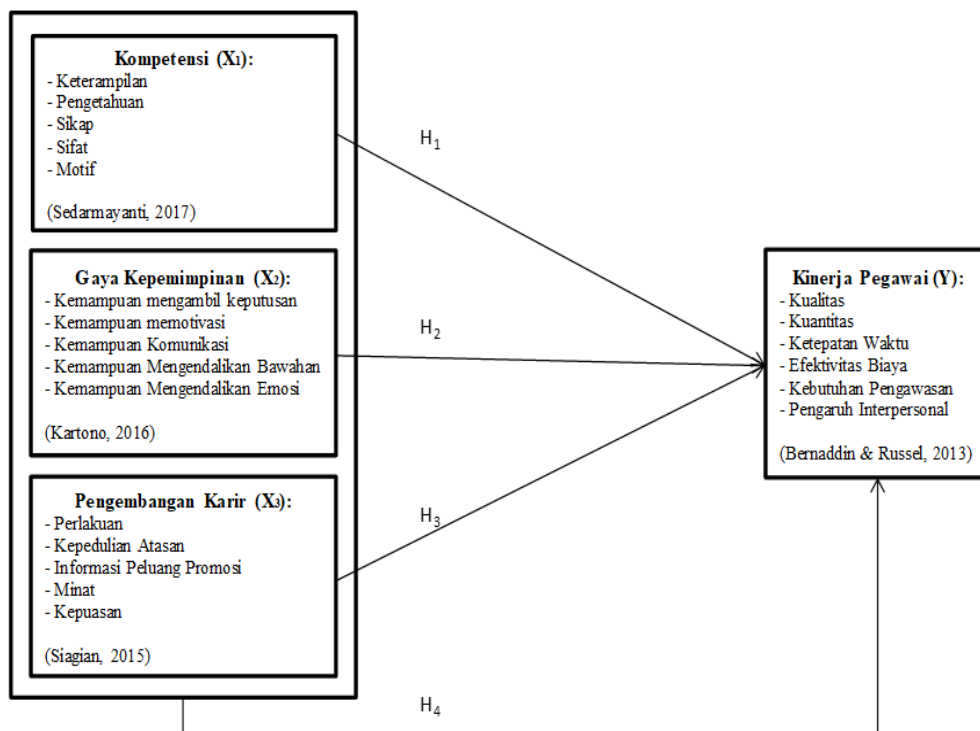 Kompetensi (X₁):
- Keterampilan
- Pengetahuan
- Sikap
- Sifat
- Motif
(Sedarmayanti, 2017)
Gaya Kepemimpinan (X₂):
- Kemampuan mengambil keputusan
- Kemampuan memotivasi
- Kemampuan Komunikasi
- Kemampuan Mengendalikan Bawahan
- Kemampuan Mengendalikan Emosi
(Kartono, 2016)
Pengembangan Karir (X₃):
- Perlakuan
- Kepedulian Atasan
- Informasi Peluang Promosi
- Minat
- Kepuasan
(Siagian, 2015)
H₁
H₂
H₃
H₄
Kinerja Pegawai (Y):
- Kualitas
- Kuantitas
- Ketepatan Waktu
- Efektivitas Biaya
- Kebutuhan Pengawasan
- Pengaruh Interpersonal
(Bernaddin & Russel, 2013)